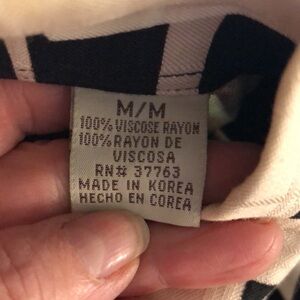 M/M
100% VISCOSE RAYON
100% RAYON DE
VISCOSA
RN# 37763
MADE IN KOREA
HECHO EN COREA